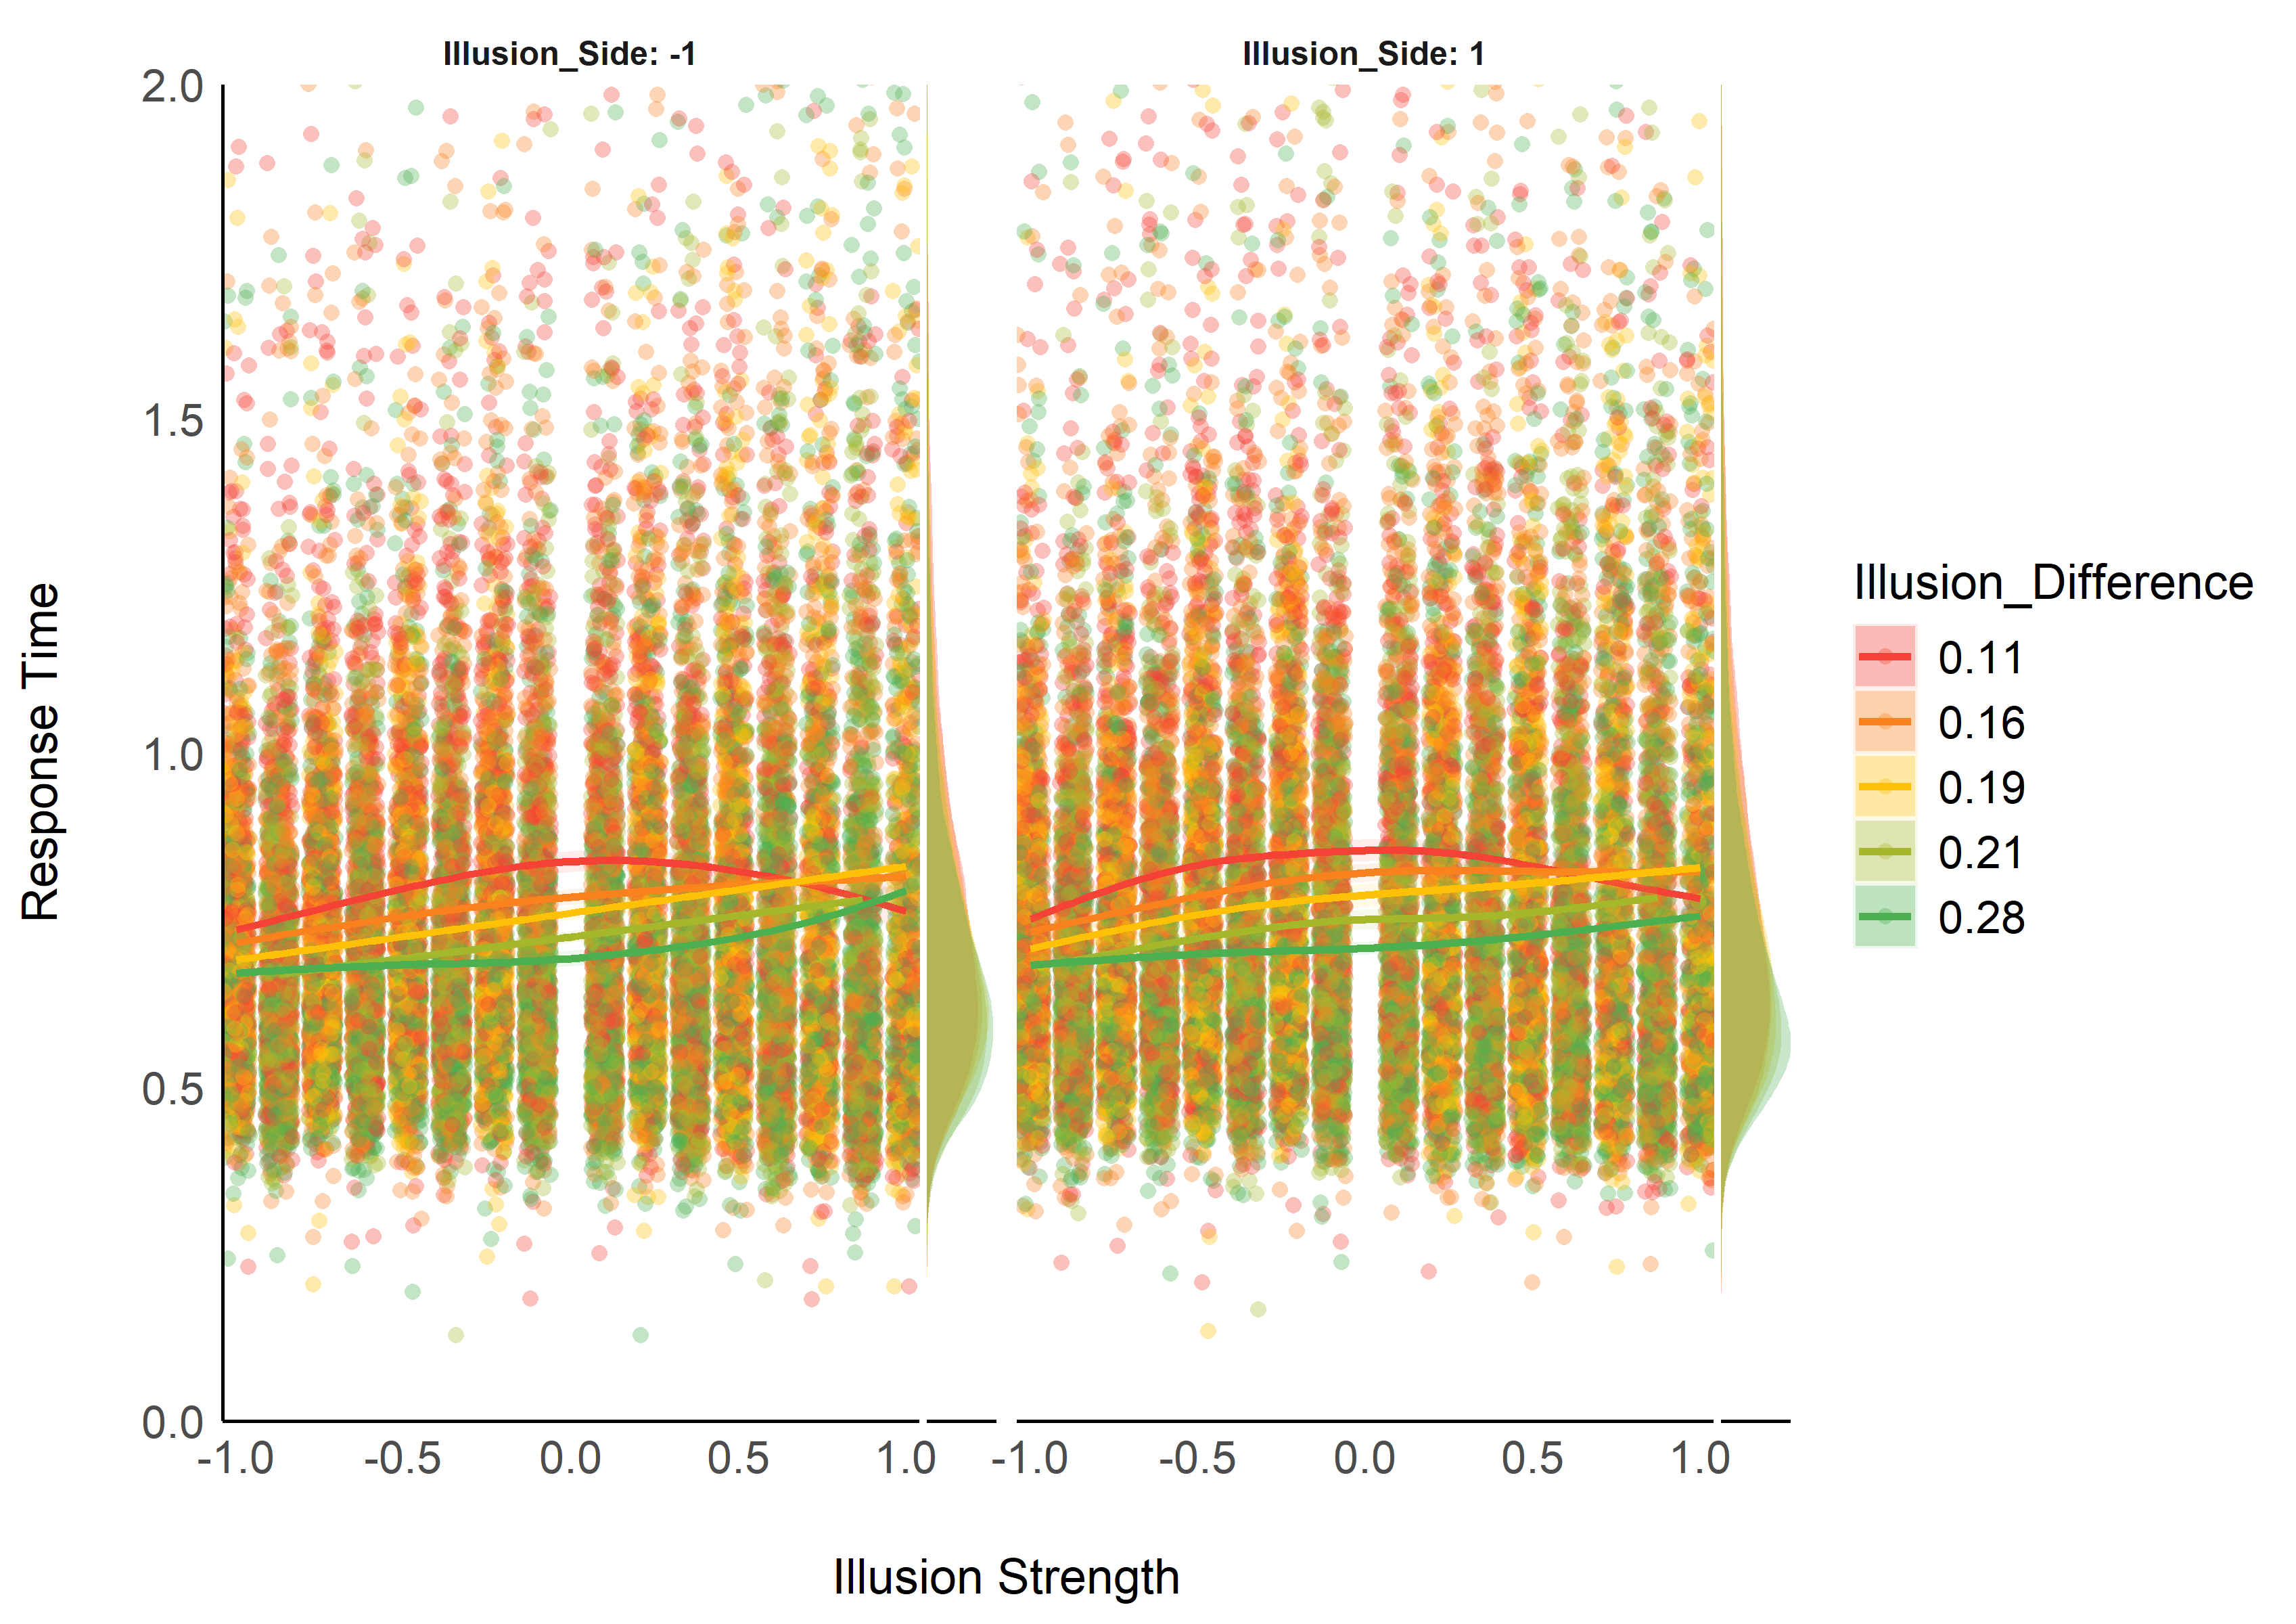 Illusion_Side: -1
Illusion_Side: 1
2.0
1.5
1.0
0.5
0.0
Response Time
-1.0 -0.5 0.0 0.5 1.0
-1.0 -0.5 0.0 0.5 1.0
Illusion Strength
Illusion_Difference
0.11
0.16
0.19
0.21
0.28